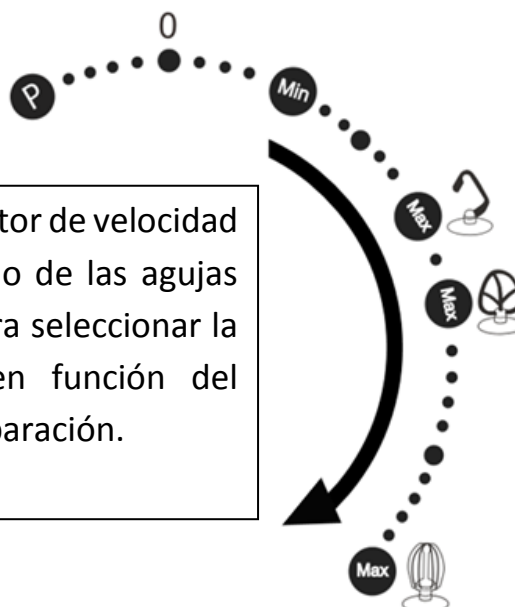 0
P
Min
Max
Max
tor de velocidad
o de las agujas
ra seleccionar la
en función del
paración.
Max